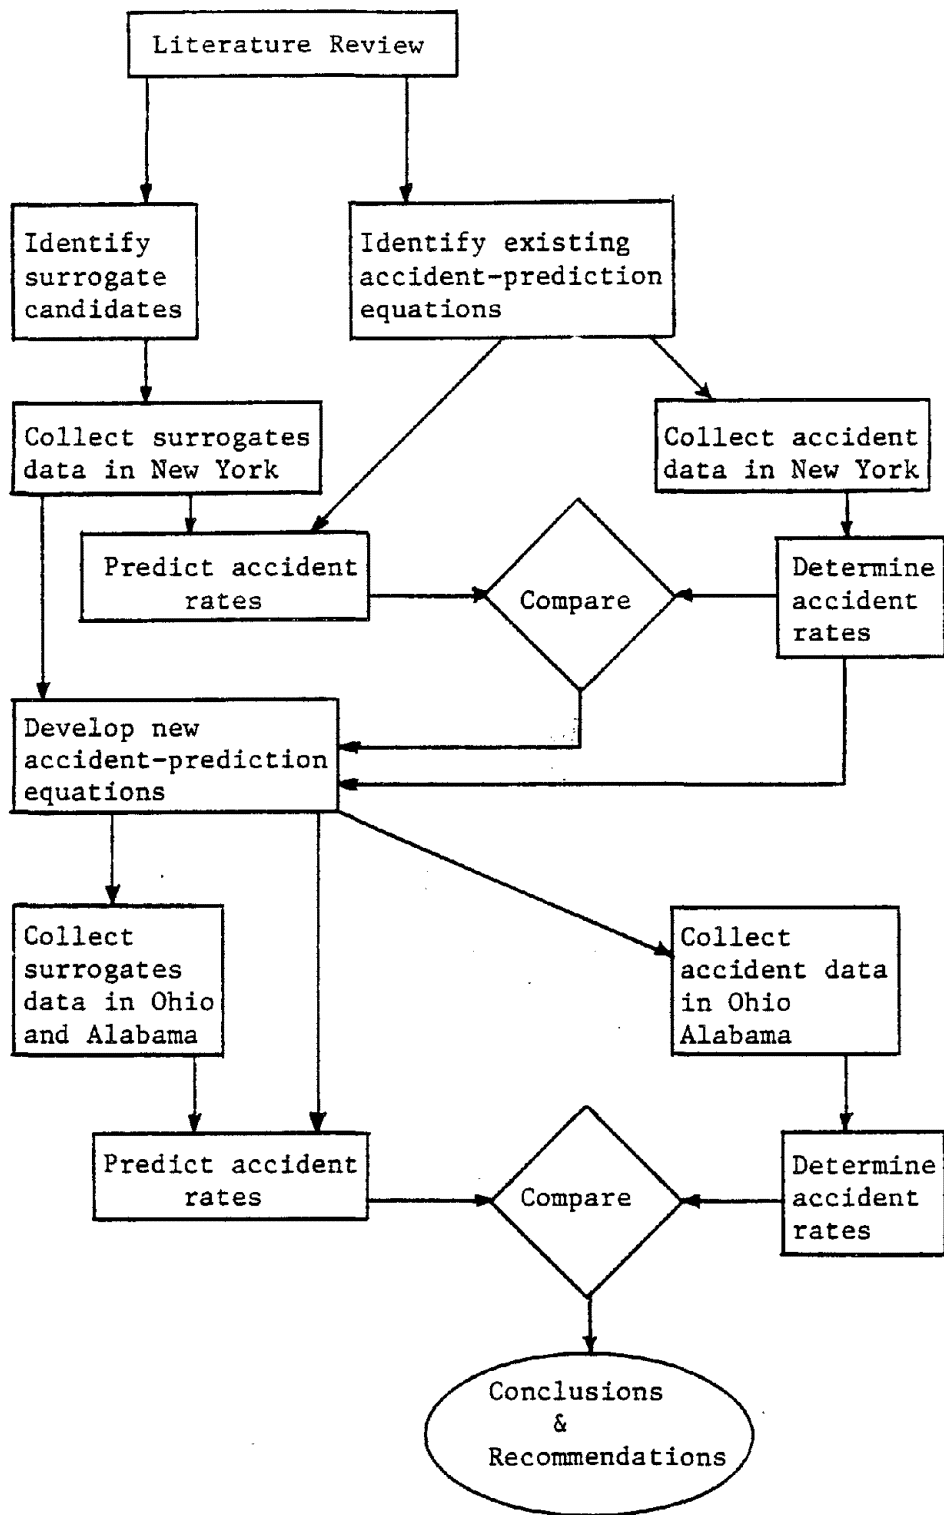 Literature Review
Identify
surrogate
candidates
Identify existing
accident-prediction
equations
Collect surrogates
data in New York
Collect accident
data in New York
Predict accident
rates
Compare
Determine
accident
rates
Develop new
accident-prediction
equations
Collect
surrogates
data in Ohio
and Alabama
Collect
accident data
in Ohio
Alabama
Predict accident
rates
Compare
Determine
accident
rates
Conclusions
&
Recommendations